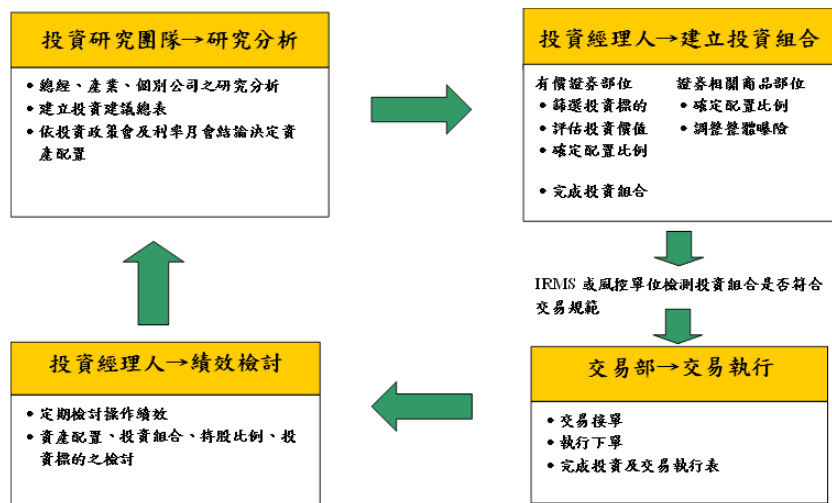 投資研究團隊→研究分析
• 總經、產業、個別公司之研究分析
• 建立投資建議總表
• 依投資政策會及利率月會結論決定資
產配置
投資經理人→建立投資組合
有價證券部位
• 篩選投資標的
• 評估投資價值
• 確定配置比例
• 完成投資組合
證券相關商品部位
• 確定配置比例
• 調整整體曝險
IRMS 或風控單位檢測投資組合是否符合
交易規範
交易部→交易執行
• 交易接單
• 執行下單
• 完成投資及交易執行表
投資經理人→績效檢討
• 定期檢討操作績效
• 資產配置、投資組合、持股比例、投
資標的之檢討